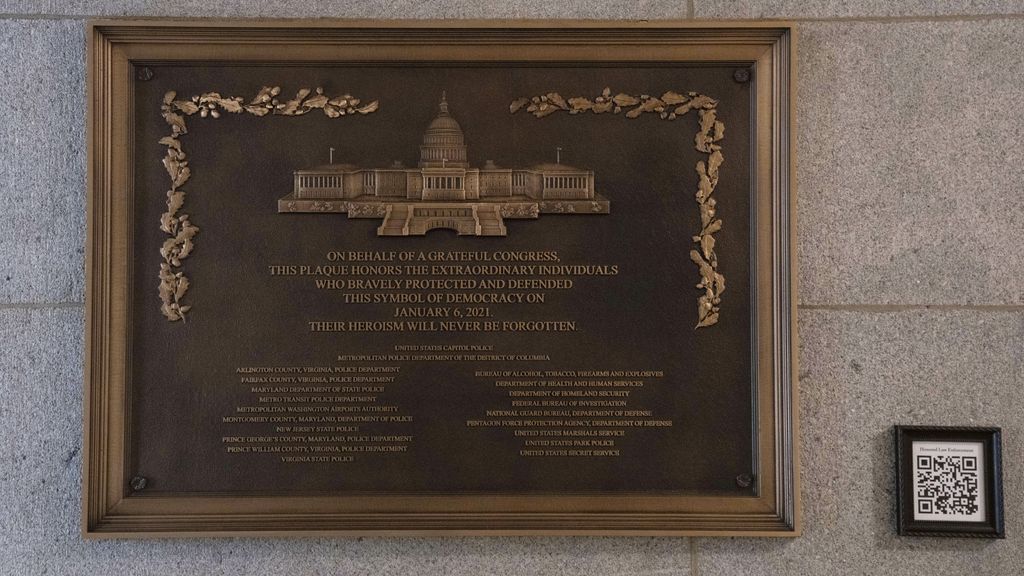 ON BEHALF OF A GRATEFUL CONGRESS,
THIS PLAQUE HONORS THE EXTRAORDINARY INDIVIDUALS
WHO BRAVELY PROTECTED AND DEFENDED
THIS SYMBOL OF DEMOCRACY ON
JANUARY 6, 2021.
THEIR HEROISM WILL NEVER BE FORGOTTEN.
UNITED STATES CAPITOL POLICE
METROPOLITAN POLICE DEPARTMENT OF THE DISTRICT OF COLUMBIA
ARLINGTON COUNTY, VIRGINIA, POLICE DEPARTMENT
FAIRFAX COUNTY, VIRGINIA, POLICE DEPARTMENT
MARYLAND DEPARTMENT OF STATE POLICE
METRO TRANSIT POLICE DEPARTMENT
METROPOLITAN WASHINGTON AIRPORTS AUTHORITY
MONTGOMERY COUNTY, MARYLAND, DEPARTMENT OF POLICE
NEW JERSEY STATE POLICE
PRINCE GEORGE'S COUNTY, MARYLAND, POLICE DEPARTMENT
PRINCE WILLIAM COUNTY, VIRGINIA, POLICE DEPARTMENT
VIRGINIA STATE POLICE
BUREAU OF ALCOHOL, TOBACCO, FIREARMS AND EXPLOSIVES
DEPARTMENT OF HEALTH AND HUMAN SERVICES
DEPARTMENT OF HOMELAND SECURITY
FEDERAL BUREAU OF INVESTIGATION
NATIONAL GUARD BUREAU, DEPARTMENT OF DEFENSE
PENTAGON FORCE PROTECTION AGENCY, DEPARTMENT OF DEFENSE
UNITED STATES MARSHALS SERVICE
UNITED STATES PARK POLICE
UNITED STATES SECRET SERVICE
Honored Law Enforcement